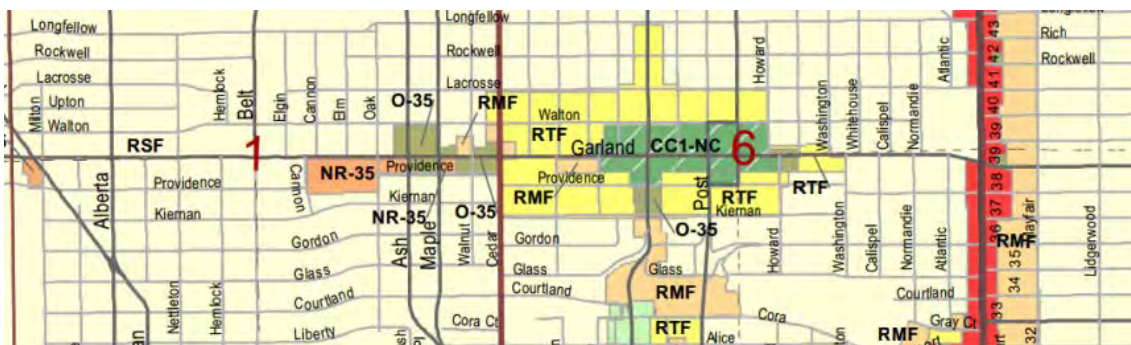 Longfellow
Rockwell
Lacrosse
Upton
Walton
Milton
Hemlock
Belt
Elgin
Cannon
Elm
Oak
O-35
RMF
Longfellow
Rockwell
Lacrosse
Walton
RTF
Howard
Atlantic
Washington
Whitehouse
Calispel
Normandie
43
42
41
40
39
39
38
37
36
35
34
33
32
Rich
Rockwell
RSF
1
Garland
CC1-NC
6
Providence
Cannon
NR-35
Providence
Kiernan
Providence
RMF
RTF
Kiernan
RTF
Alberta
Kiernan
NR-35
O-35
Post
O-35
Mayfair
RMF
Lidgerwood
Gordon
Ash
Maple
Walnut
Cedar
Gordon
Howard
Washington
Calispel
Normandie
Atlantic
Glass
Glass
Glass
Courtland
Courtland
RMF
Courtland
Nettleton
Hemlock
Liberty
Cora Ct
Cora
RTF
Alice
RMF
Gray Ct